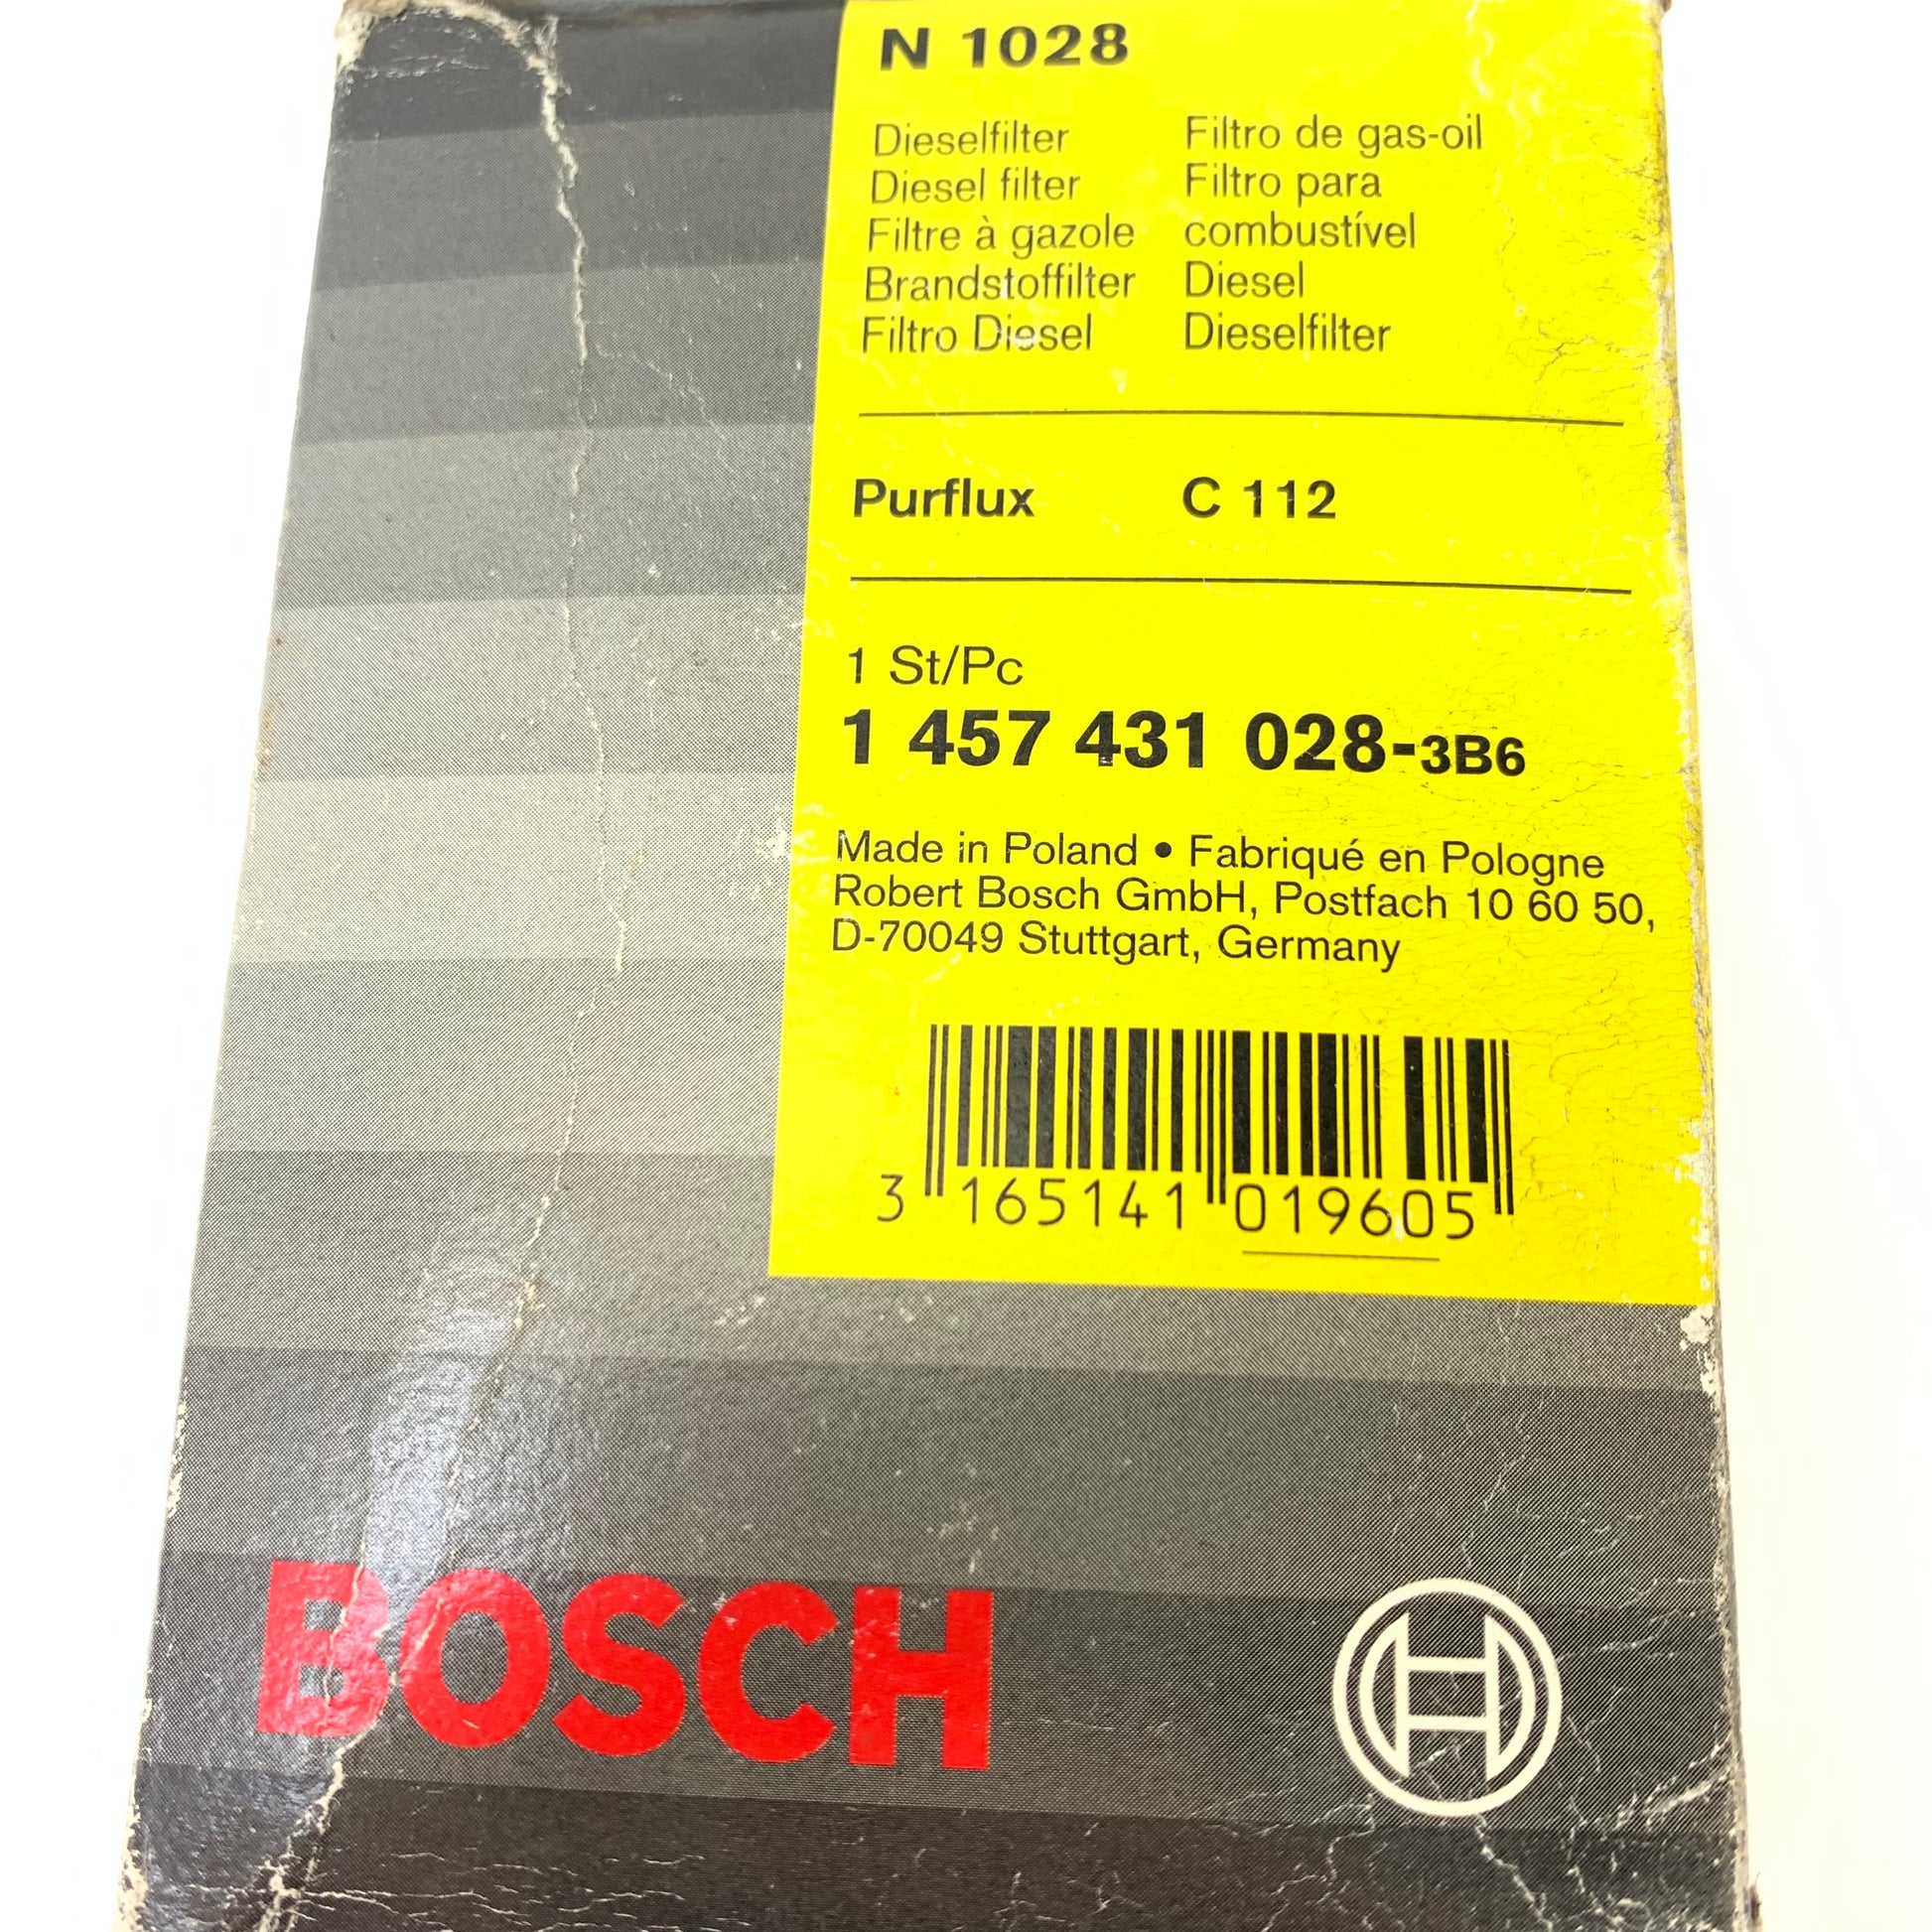 N 1028
Dieselfilter
Diesel filter
Filtre à gazole
Brandstoffilter
Filtro Diesel
Filtro de gas-oil
Filtro para
combustível
Diesel
Dieselfilter
Purflux C 112
1 St/Pc
1 457 431 028-3B6
Made in Poland • Fabriqué en Pologne
Robert Bosch GmbH, Postfach 10 60 50,
D-70049 Stuttgart, Germany
3 165141 019605
BOSCH